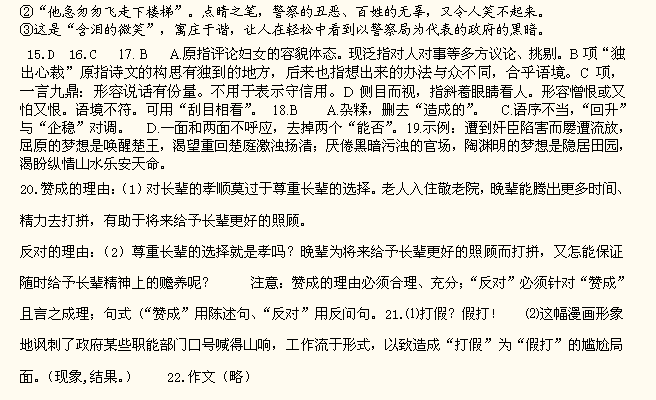 ②“他忽匆匆飞走下楼梯”。点睛之笔，警察的丑恶、百姓的无辜，又令人笑不起来。
③这是“含泪的微笑”，寓庄于谐，让人在轻松中看到以警察局为代表的政府的黑暗。
15.D 16.C 17.B A.原指评论妇女的容貌体态。现泛指对人对事等多方议论、挑剔。B 项“独
出心裁”原指诗文的构思有独到的地方，后来也指想出来的办法与众不同，合乎语境。C 项，
一言九鼎：形容说话有份量。不用于表示守信用。D 侧目而视，指斜着眼睛看人。形容憎恨或又
怕又恨。语境不符。可用“刮目相看”。 18.B A.杂糅，删去“造成的”。 C.语序不当，“回升”
与“企稳”对调。 D.一面和两面不呼应，去掉两个“能否”。19.示例：遭到奸臣陷害而屡遭流放，
屈原的梦想是唤醒楚王，渴望重回楚庭激浊扬清；厌倦黑暗污浊的官场，陶渊明的梦想是隐居田园，
渴盼纵情山水乐安天命。
20.赞成的理由：（1）对长辈的孝顺莫过于尊重长辈的选择。老人入住敬老院，晚辈能腾出更多时间、
精力去打拼，有助于将来给予长辈更好的照顾。
反对的理由：（2）尊重长辈的选择就是孝吗？晚辈为将来给予长辈更好的照顾而打拼，又怎能保证
随时给予长辈精神上的赡养呢？ 注意：赞成的理由必须合理、充分；“反对”必须针对“赞成”
且言之成理；句式（“赞成”用陈述句、“反对”用反问句。21.⑴打假？假打！ ⑵这幅漫画形象
地讽刺了政府某些职能部门口号喊得山响，工作流于形式，以致造成“打假”为“假打”的尴尬局
面。（现象,结果。） 22.作文（略）